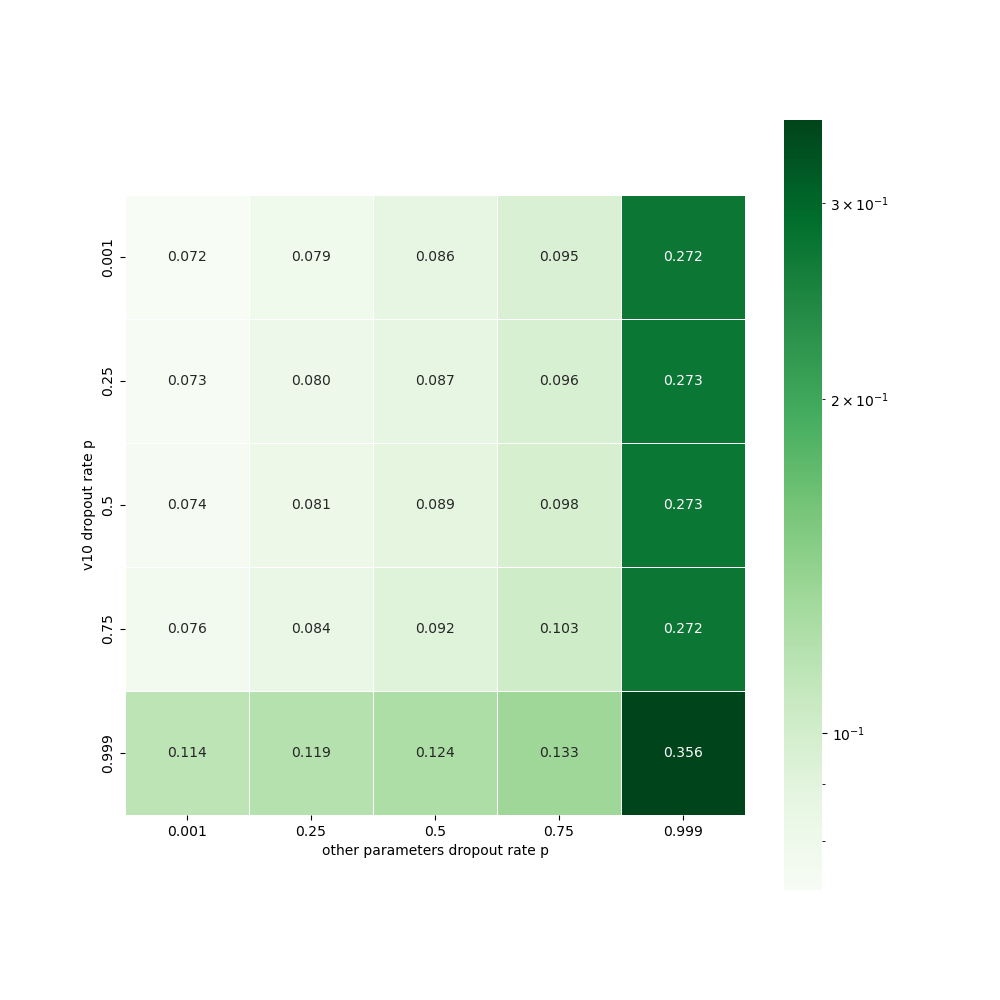 0.001 0.072 0.079 0.086 0.095 0.272
0.25 0.073 0.080 0.087 0.096 0.273
0.5 0.074 0.081 0.089 0.098 0.273
0.75 0.076 0.084 0.092 0.103 0.272
0.999 0.114 0.119 0.124 0.133 0.356
0.001 0.25 0.5 0.75 0.999
other parameters dropout rate p
v10 dropout rate p
3 × 10⁻¹
2 × 10⁻¹
10⁻¹